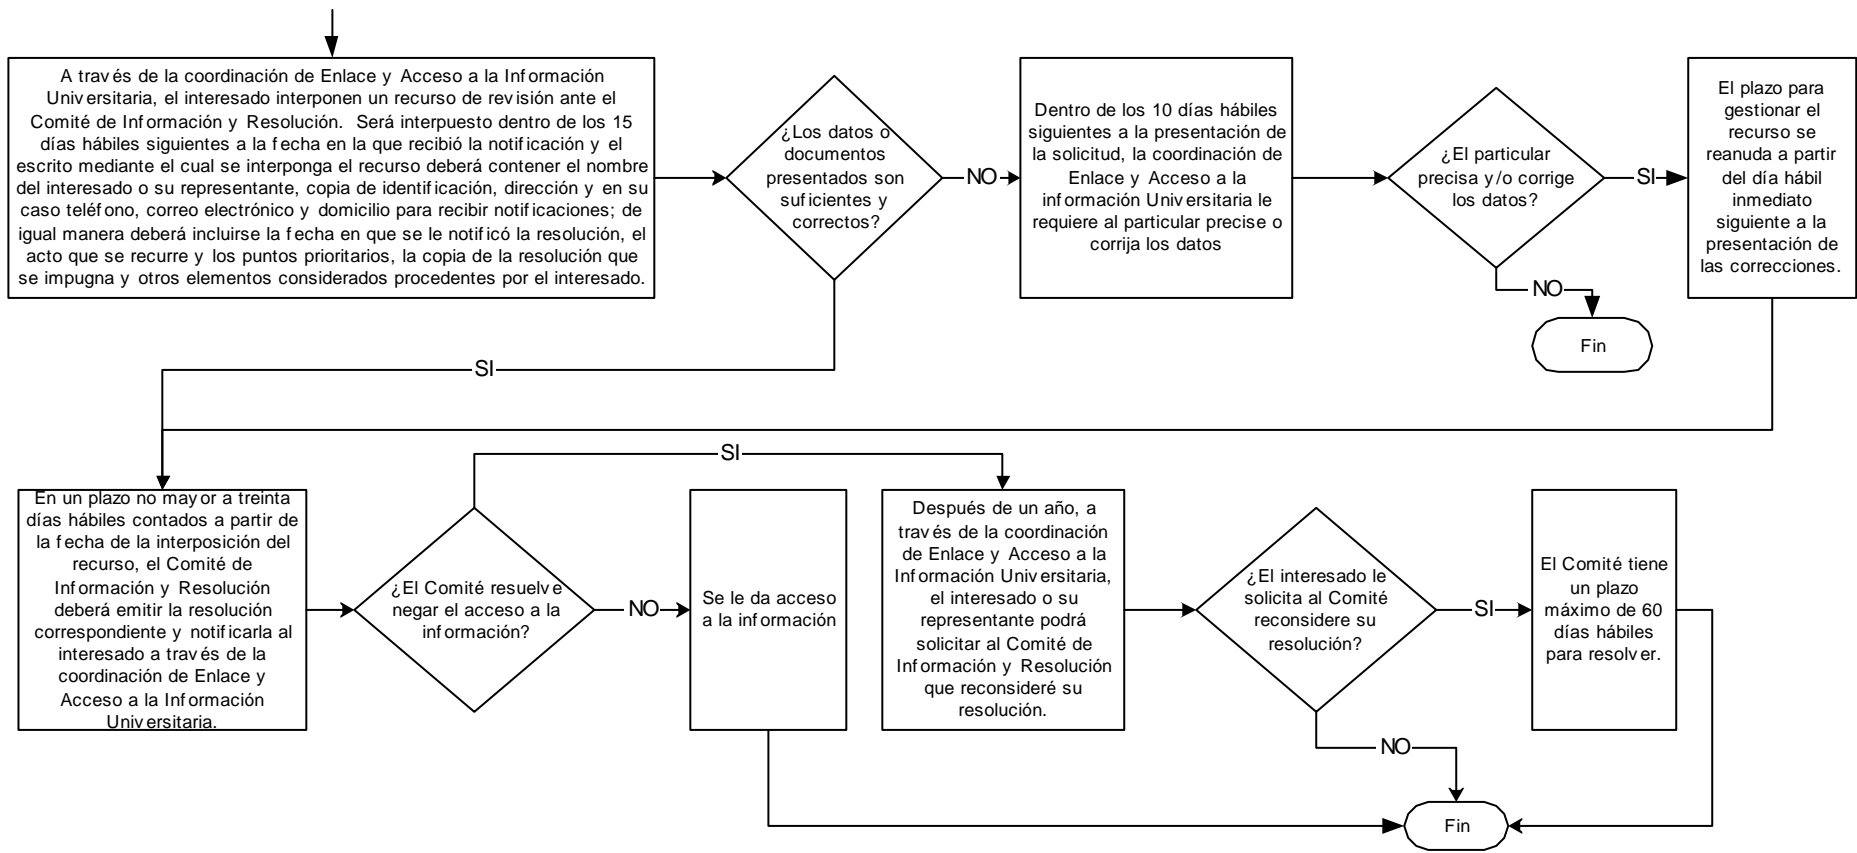 A través de la coordinación de Enlace y Acceso a la Información
Universitaria, el interesado interponen un recurso de revisión ante el
Comité de Información y Resolución. Será interpuesto dentro de los 15
días hábiles siguientes a la fecha en la que recibió la notificación y el
escrito mediante el cual se interponga el recurso deberá contener el nombre
del interesado o su representante, copia de identificación, dirección y en su
caso teléfono, correo electrónico y domicilio para recibir notificaciones; de
igual manera deberá incluirse la fecha en que se le notificó la resolución, el
acto que se recurre y los puntos prioritarios, la copia de la resolución que
se impugna y otros elementos considerados procedentes por el interesado.
¿Los datos o
documentos
presentados son
suficientes y
correctos?
NO
Dentro de los 10 días hábiles
siguientes a la presentación de
la solicitud, la coordinación de
Enlace y Acceso a la
información Universitaria le
requiere al particular precise o
corrija los datos
¿El particular
precisa y/o corrige
los datos?
SI
El plazo para
gestionar el
recurso se
reanuda a partir
del día hábil
inmediato
siguiente a la
presentación de
las correcciones.
NO
Fin
SI
SI
En un plazo no mayor a treinta
días hábiles contados a partir de
la fecha de la interposición del
recurso, el Comité de
Información y Resolución
deberá emitir la resolución
correspondiente y notificarla al
interesado a través de la
coordinación de Enlace y
Acceso a la Información
Universitaria.
¿El Comité resuelve
negar el acceso a la
información?
NO
Se le da acceso
a la información
Después de un año, a
través de la coordinación
de Enlace y Acceso a la
Información Universitaria,
el interesado o su
representante podrá
solicitar al Comité de
Información y Resolución
que reconsideré su
resolución.
¿El interesado le
solicita al Comité
reconsidere su
resolución?
SI
El Comité tiene
un plazo
máximo de 60
días hábiles
para resolver.
NO
Fin